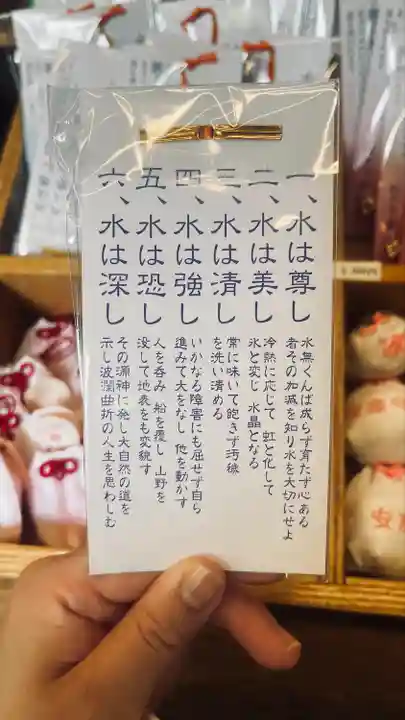 一、水は尊し
水無くんば成らず育たず心ある
者その加減を知り水を大切にせよ
二、水は美し
冷熱に応じて 虹と化して
氷と変じ 水晶となる
三、水は清し
常に味いて飽きず汚穢
を洗い清める
四、水は強し
いかなる障害にも屈せず自ら
進みて大をなし 他を動かす
五、水は恐し
人を呑み 船を覆し 山野を
没して地表をも変貌す
六、水は深し
その源神に発し大自然の道を
示し波瀾曲折の人生を思わしむ